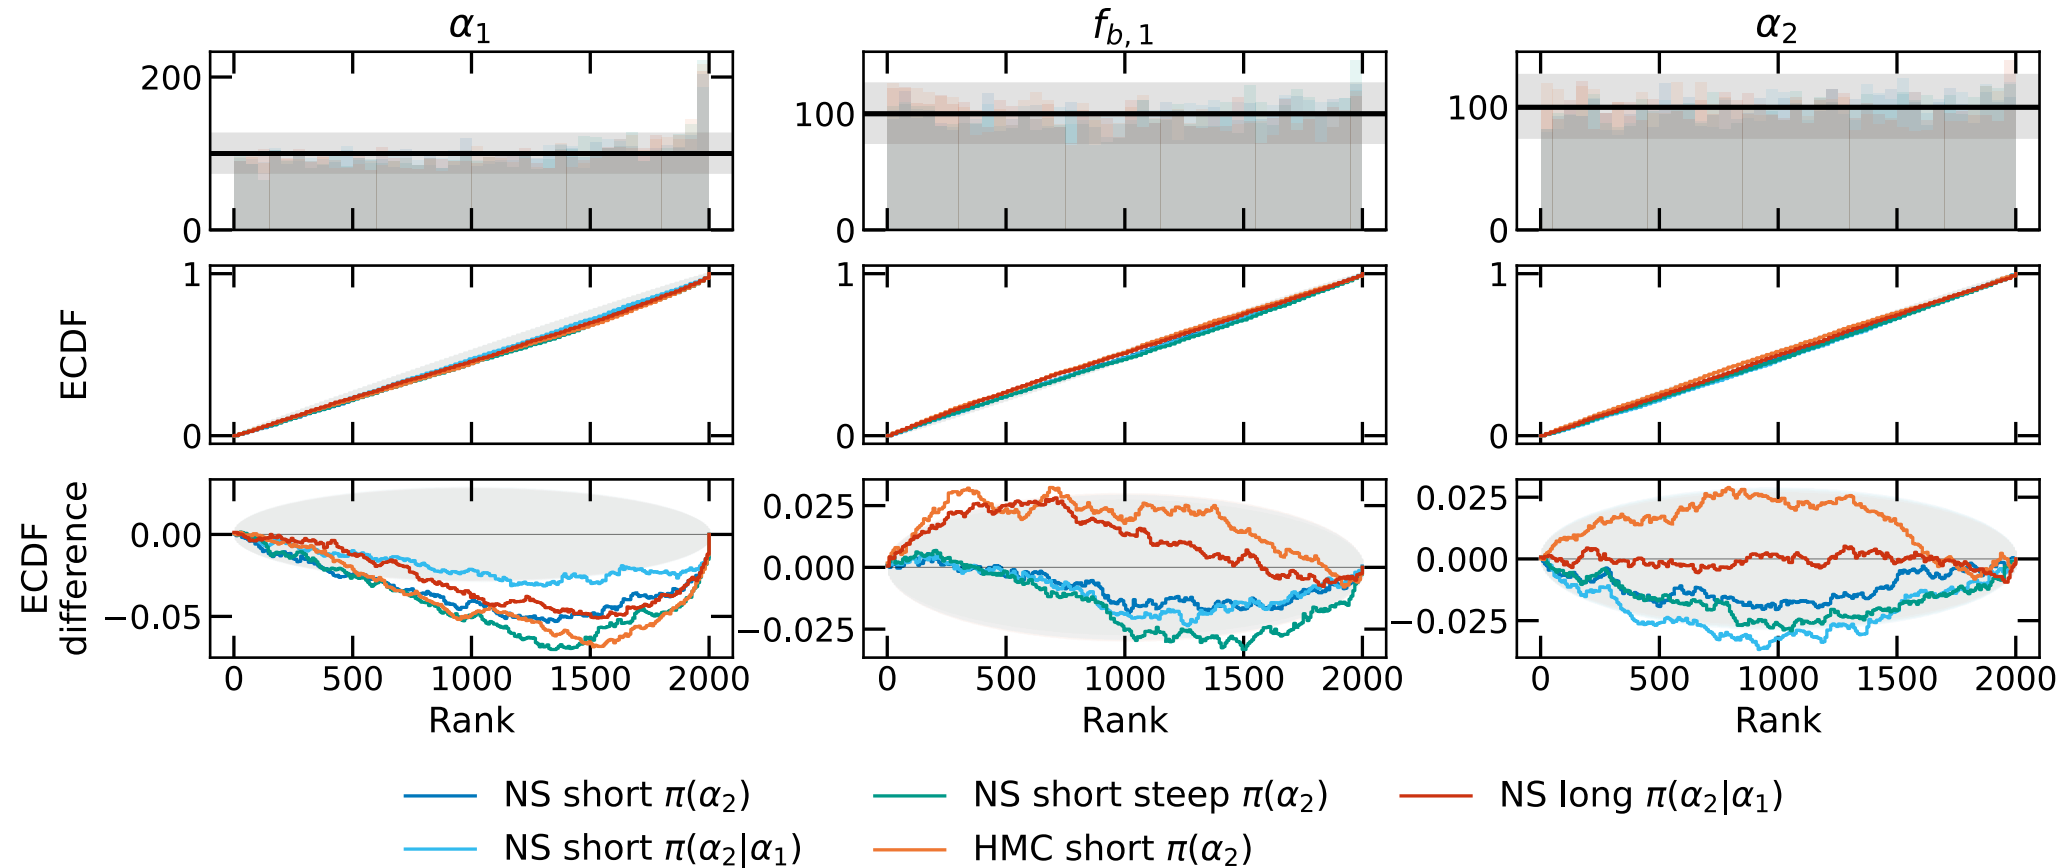 α₁ f_b,1 α₂
200 100 100
0 0 0
ECDF
1 1 1
0 0 0
ECDF difference
0.00 0.025 0.025
−0.05 0.000 0.000
−0.025 −0.025
0 500 1000 1500 2000 0 500 1000 1500 2000 0 500 1000 1500 2000
Rank Rank Rank
NS short π(α₂) NS short steep π(α₂) NS long π(α₂|α₁)
NS short π(α₂|α₁) HMC short π(α₂)